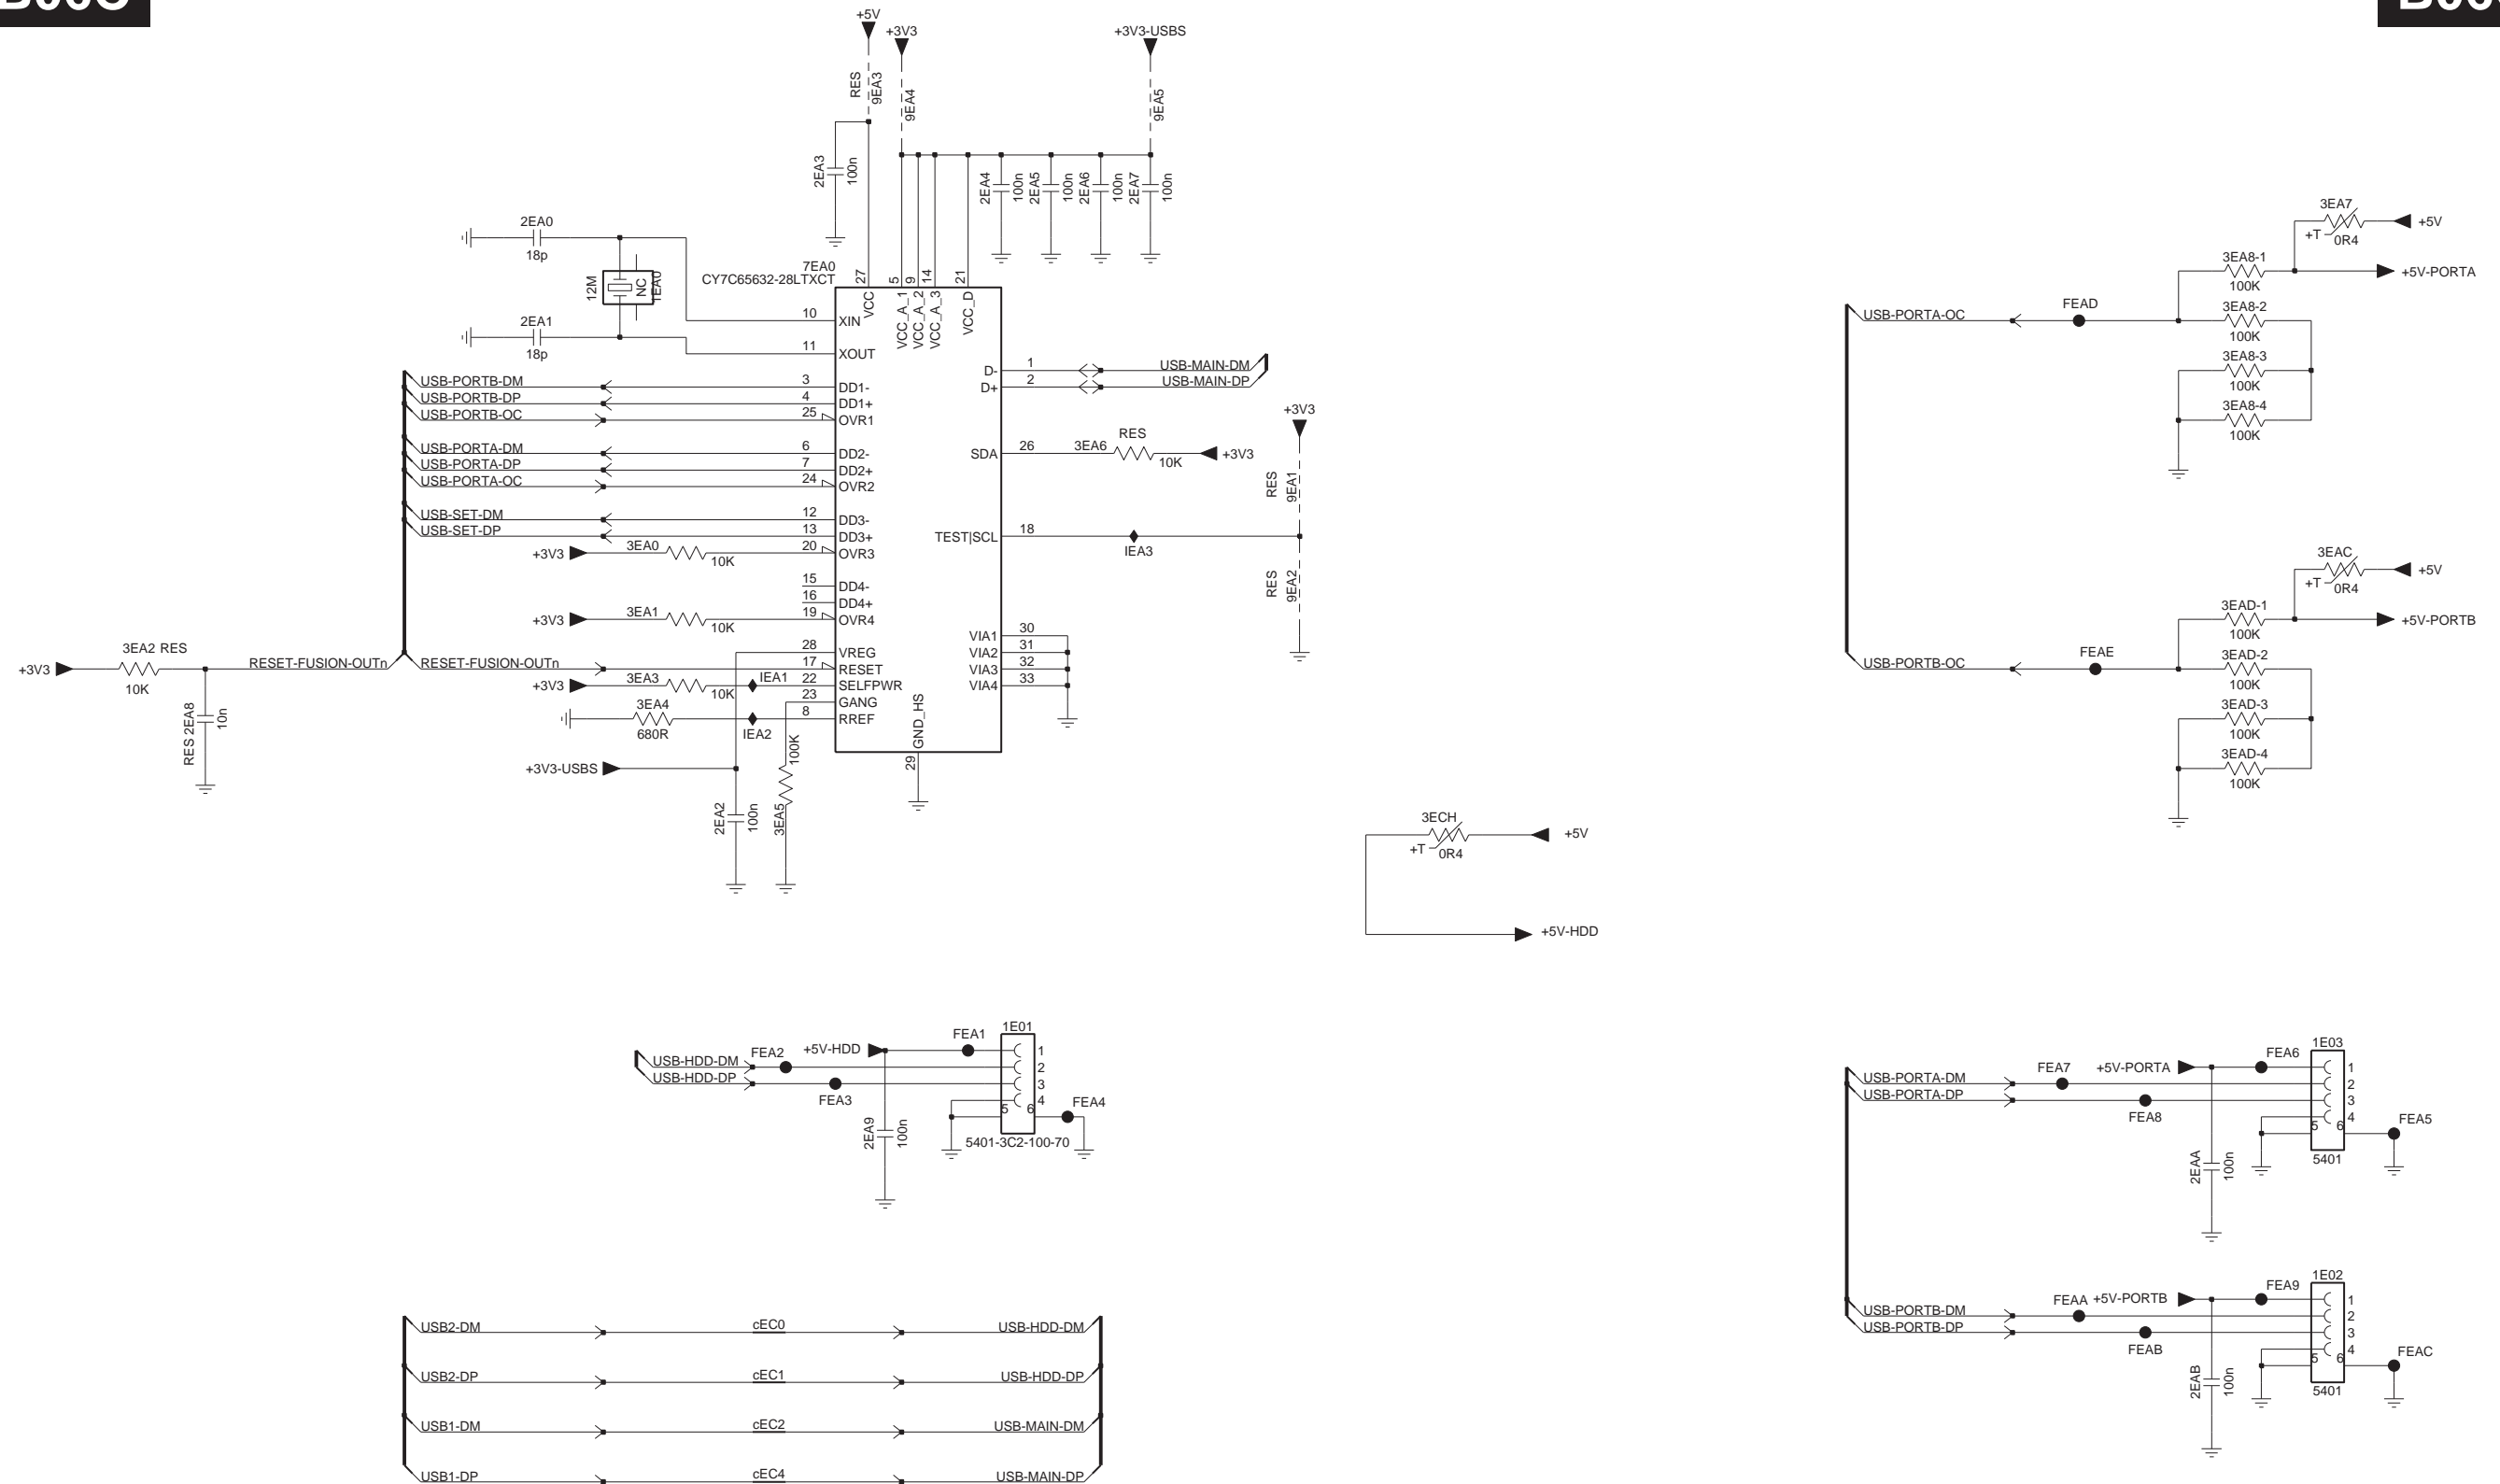 +5V
+3V3
+3V3-USBS
RES
9EA3
9EA4
9EA5
2EA3
100n
2EA4
100n
2EA5
100n
2EA6
100n
2EA7
100n
2EA0
18p
12M
NC
1EA0
2EA1
18p
7EA0
CY7C65632-28LTXCT
27
5
9
14
21
VCC
VCC_A_1
VCC_A_2
VCC_A_3
VCC_D
10 XIN
11 XOUT
USB-PORTB-DM 3 DD1-
USB-PORTB-DP 4 DD1+
USB-PORTB-OC 25 OVR1
USB-PORTA-DM 6 DD2-
USB-PORTA-DP 7 DD2+
USB-PORTA-OC 24 OVR2
USB-SET-DM 12 DD3-
USB-SET-DP 13 DD3+
+3V3 3EA0 10K 20 OVR3
15 DD4-
16 DD4+
+3V3 3EA1 10K 19 OVR4
28 VREG
+3V3 3EA2 RES 10K RESET-FUSION-OUTn RESET-FUSION-OUTn 17 RESET
+3V3 3EA3 10K IEA1 22 SELFPWR
23 GANG
3EA4 680R IEA2 8 RREF
RES 2EA8
10n
+3V3-USBS
2EA2
100n
3EA5
100K
GND_HS
29
D- 1 USB-MAIN-DM
D+ 2 USB-MAIN-DP
SDA 26 3EA6 RES 10K +3V3
+3V3
RES
9EA1
TEST|SCL 18 IEA3
RES
9EA2
VIA1 30
VIA2 31
VIA3 32
VIA4 33
3ECH
+T 0R4
+5V
+5V-HDD
3EA7
+T 0R4
+5V
3EA8-1
100K
+5V-PORTA
USB-PORTA-OC FEAD
3EA8-2
100K
3EA8-3
100K
3EA8-4
100K
3EAC
+T 0R4
+5V
3EAD-1
100K
+5V-PORTB
USB-PORTB-OC FEAE
3EAD-2
100K
3EAD-3
100K
3EAD-4
100K
1E01
+5V-HDD FEA1 1
USB-HDD-DM FEA2 2
USB-HDD-DP FEA3 3
4
5 6 FEA4
2EA9
100n
5401-3C2-100-70
1E03
+5V-PORTA FEA6 1
USB-PORTA-DM FEA7 2
USB-PORTA-DP FEA8 3
4
5 6 FEA5
2EAA
100n
5401
1E02
+5V-PORTB FEA9 1
USB-PORTB-DM FEAA 2
USB-PORTB-DP FEAB 3
4
5 6 FEAC
2EAB
100n
5401
USB2-DM cEC0 USB-HDD-DM
USB2-DP cEC1 USB-HDD-DP
USB1-DM cEC2 USB-MAIN-DM
USB1-DP cEC4 USB-MAIN-DP